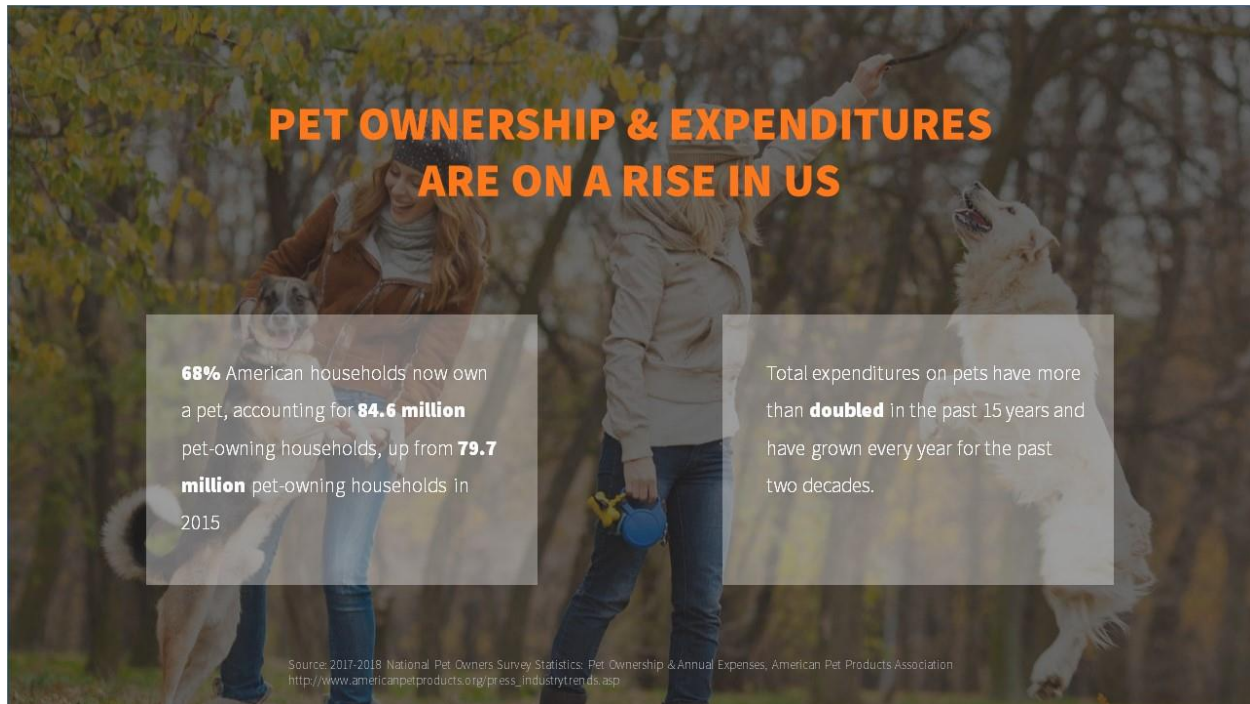 PET OWNERSHIP & EXPENDITURES
ARE ON A RISE IN US
68% American households now own
a pet, accounting for 84.6 million
pet-owning households, up from 79.7
million pet-owning households in
2015
Total expenditures on pets have more
than doubled in the past 15 years and
have grown every year for the past
two decades.
Source: 2017-2018 National Pet Owners Survey Statistics: Pet Ownership & Annual Expenses, American Pet Products Association
http://www.americanpetproducts.org/press_industrytrends.asp